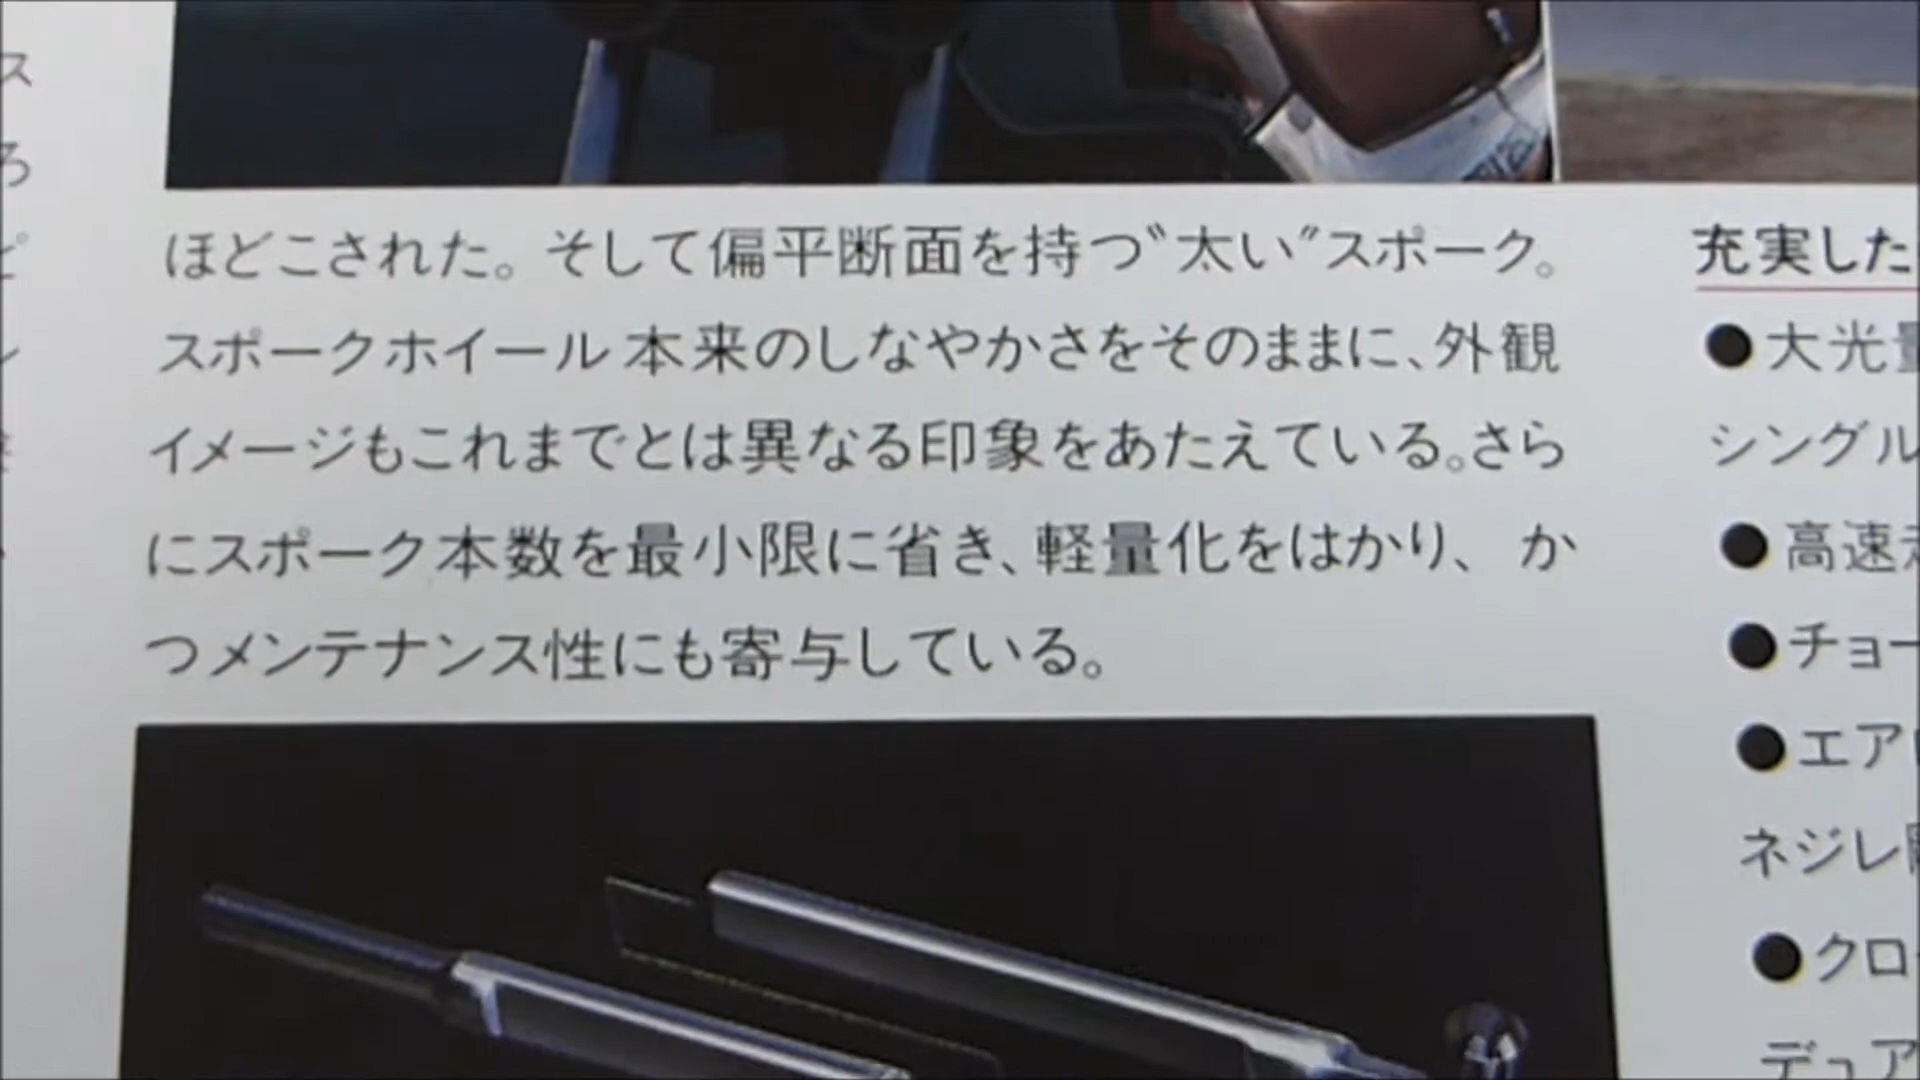 ほどこされた。そして偏平断面を持つ〝太い〞スポーク。
スポークホイール本来のしなやかさをそのままに、外観
イメージもこれまでとは異なる印象をあたえている。さら
にスポーク本数を最小限に省き、軽量化をはかり、か
つメンテナンス性にも寄与している。
充実した
●大光量
シングル
●高速走
●チョー
●エア
ネジレ
●クロ
デュア